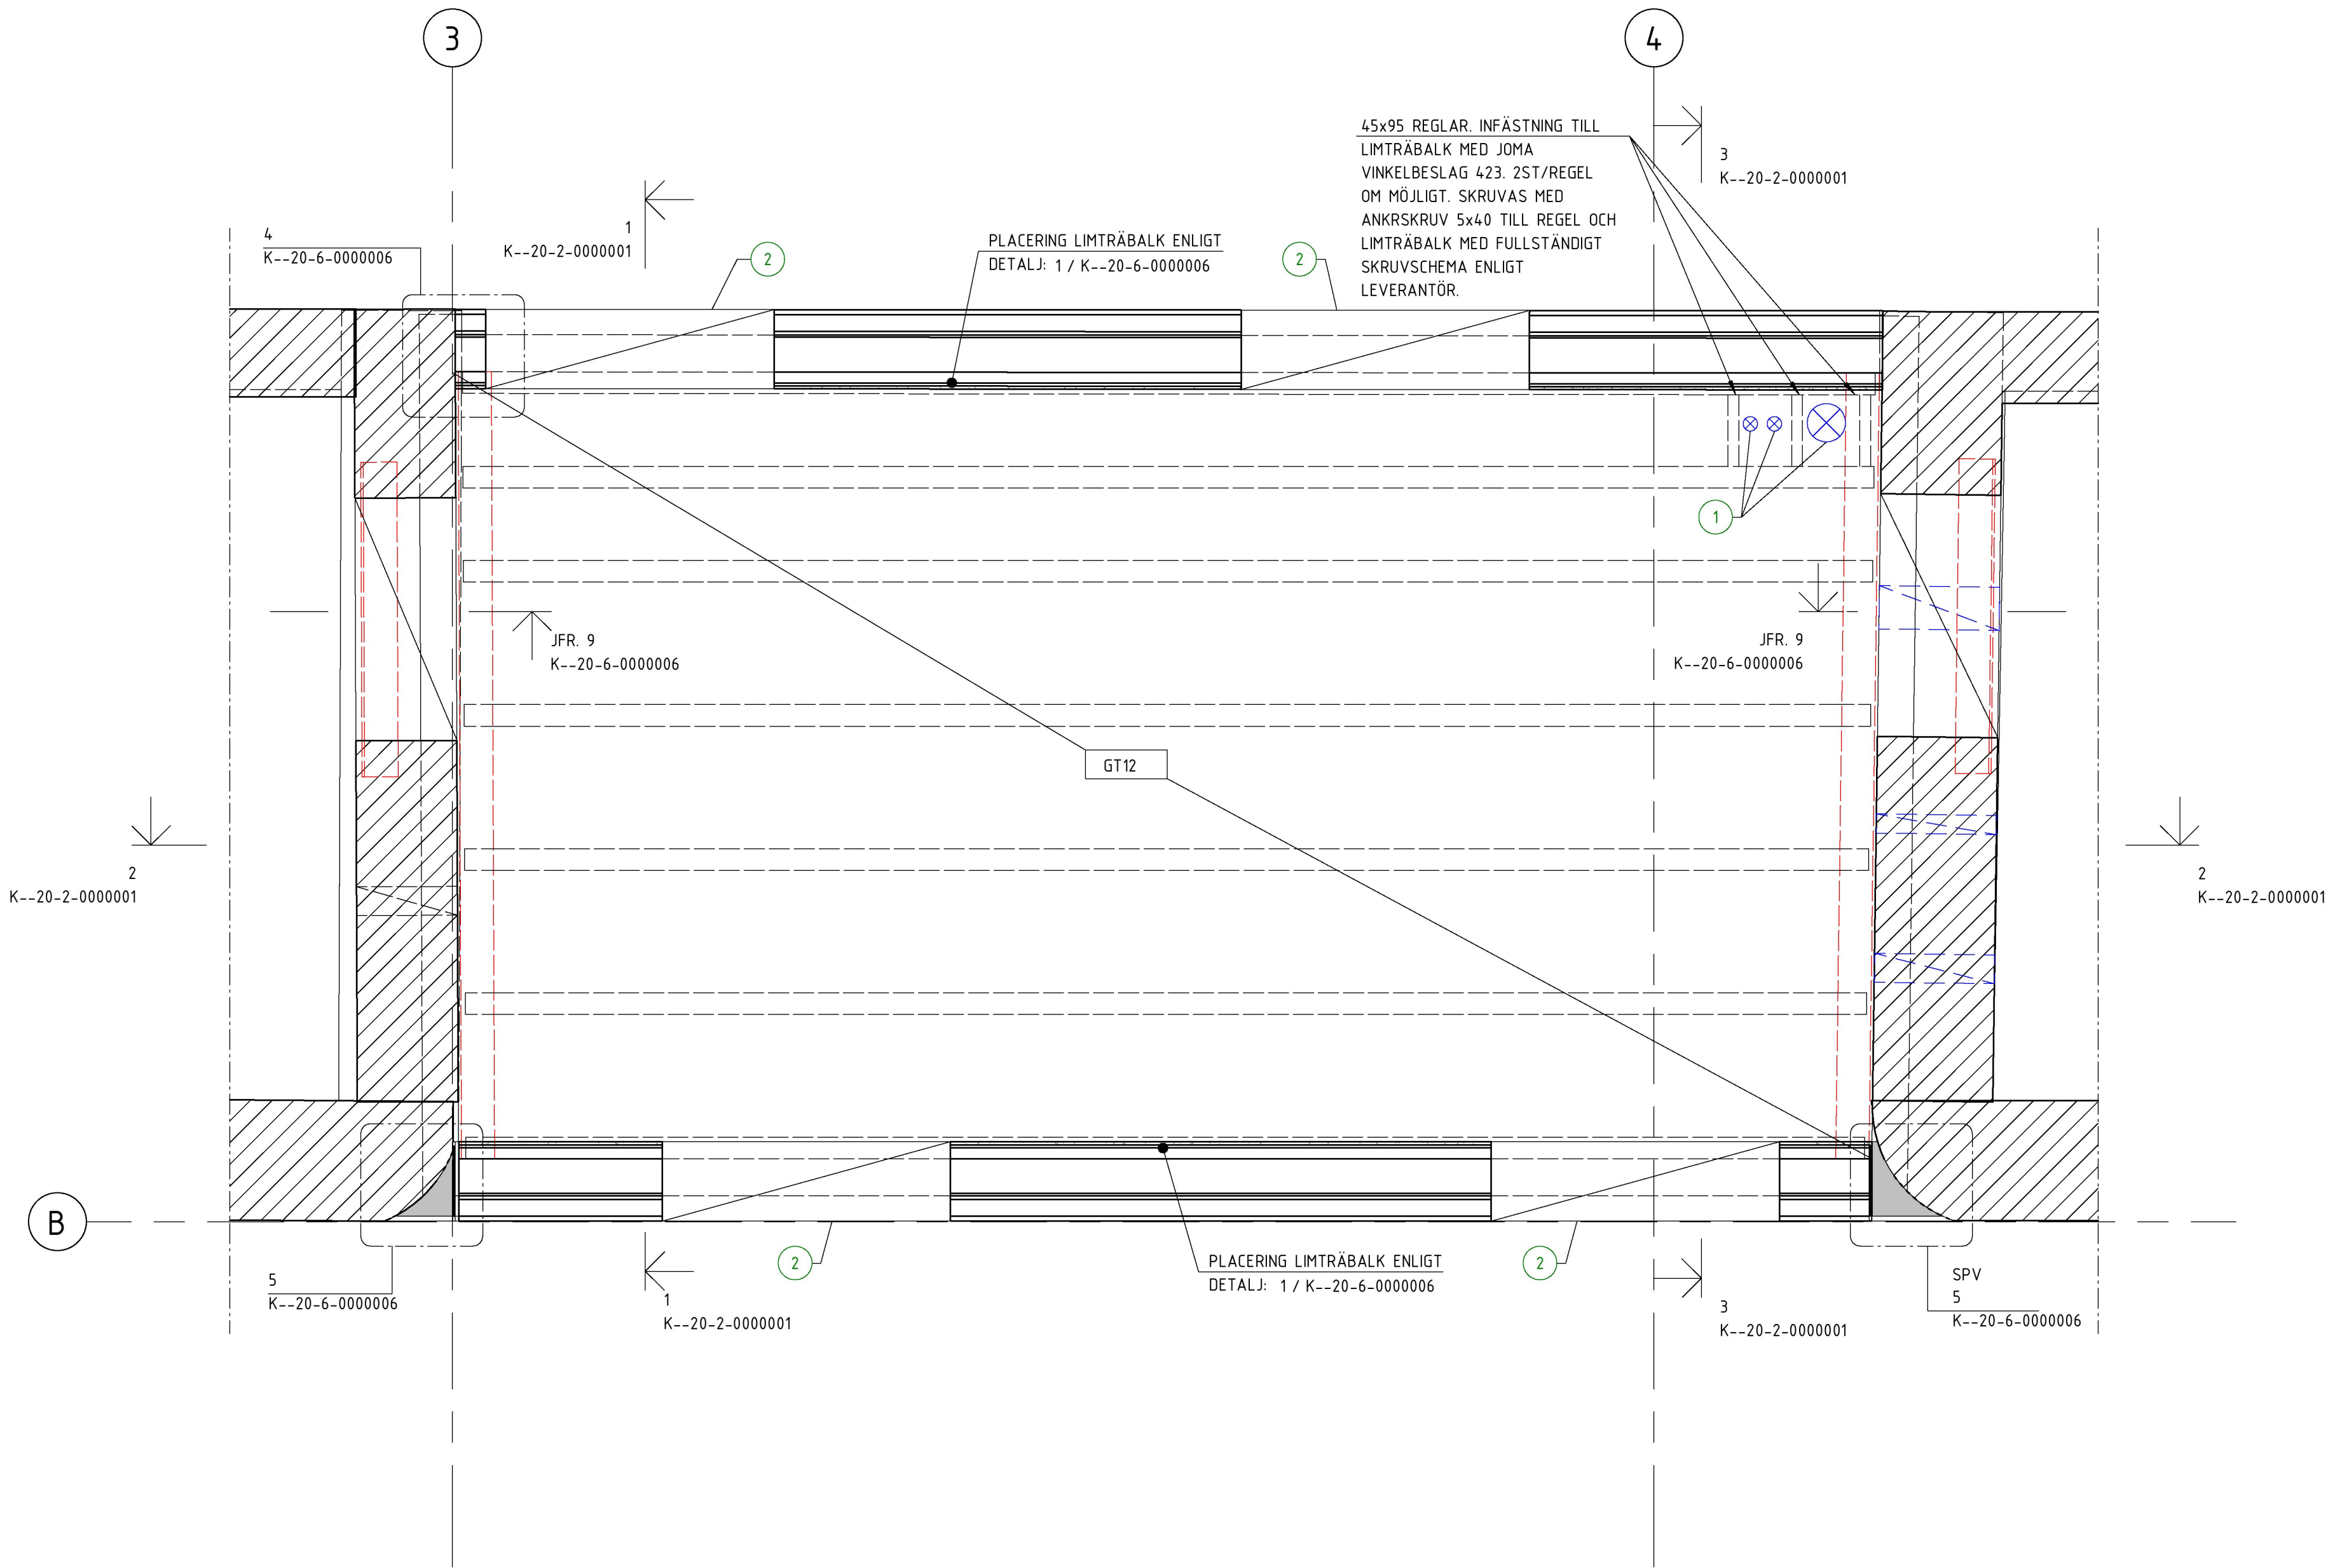 3
4
45x95 REGLAR. INFÄSTNING TILL
LIMTRÄBALK MED JOMA
VINKELBESLAG 423. 2ST/REGEL
OM MÖJLIGT. SKRUVAS MED
ANKRSKRUV 5x40 TILL REGEL OCH
LIMTRÄBALK MED FULLSTÄNDIGT
SKRUVSCHEMA ENLIGT
LEVERANTÖR.
3
K--20-2-0000001
4
K--20-6-0000006
1
K--20-2-0000001
2
PLACERING LIMTRÄBALK ENLIGT
DETALJ: 1 / K--20-6-0000006
2
1
JFR. 9
K--20-6-0000006
JFR. 9
K--20-6-0000006
GT12
2
K--20-2-0000001
2
K--20-2-0000001
B
2
PLACERING LIMTRÄBALK ENLIGT
DETALJ: 1 / K--20-6-0000006
2
5
K--20-6-0000006
1
K--20-2-0000001
3
K--20-2-0000001
SPV
5
K--20-6-0000006